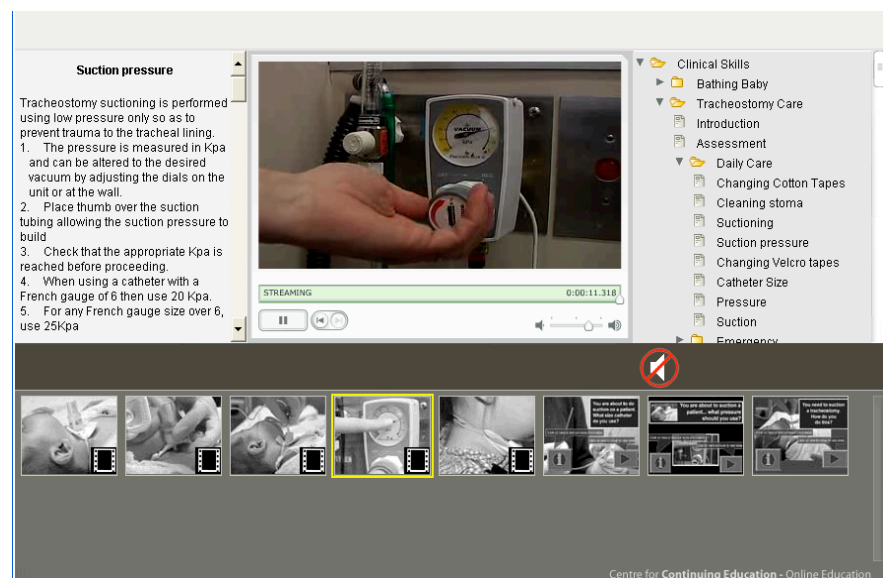 Suction pressure
Tracheostomy suctioning is performed
using low pressure only so as to
prevent trauma to the tracheal lining.
1. The pressure is measured in Kpa
and can be altered to the desired
vacuum by adjusting the dials on the
unit or at the wall.
2. Place thumb over the suction
tubing allowing the suction pressure to
build
3. Check that the appropriate Kpa is
reached before proceeding.
4. When using a catheter with a
French gauge of 6 then use 20 Kpa.
5. For any French gauge size over 6,
use 25Kpa
VACUUM
kPa
STREAMING 0:00:11.318
Clinical Skills
Bathing Baby
Tracheostomy Care
Introduction
Assessment
Daily Care
Changing Cotton Tapes
Cleaning stoma
Suctioning
Suction pressure
Changing Velcro tapes
Catheter Size
Pressure
Suction
Emergency
You are about to do
suction on a patient.
What size catheter
do you use?
You are about to suction a
patient... what pressure
should you use?
You need to suction
a tracheostomy.
How do you
do this?
Centre for Continuing Education - Online Education